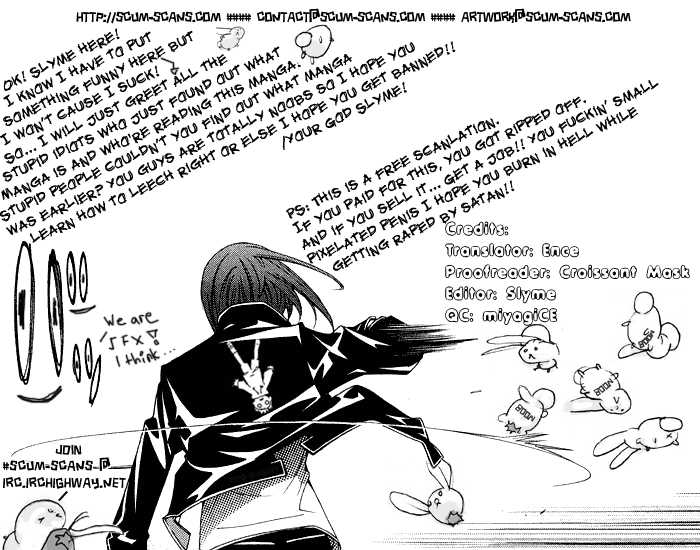 HTTP://SCUM-SCANS.COM #### CONTACT@SCUM-SCANS.COM #### ARTWORK@SCUM-SCANS.COM
OK! SLYME HERE!
I KNOW I HAVE TO PUT
SOMETHING FUNNY HERE BUT
I WON'T CAUSE I SUCK!
SO... I WILL JUST GREET ALL THE
STUPID IDIOTS WHO JUST FOUND OUT WHAT
MANGA IS AND WHO'RE READING THIS MANGA.
STUPID PEOPLE COULDN'T YOU FIND OUT WHAT MANGA
WAS EARLIER? YOU GUYS ARE TOTALLY NOOBS SO I HOPE YOU
LEARN HOW TO LEECH RIGHT OR ELSE I HOPE YOU GET BANNED!!
/YOUR GOD SLYME!
PS: THIS IS A FREE SCANLATION.
IF YOU PAID FOR THIS, YOU GOT RIPPED OFF.
AND IF YOU SELL IT... GET A JOB!! YOU FUCKIN' SMALL
PIXELATED PENIS I HOPE YOU BURN IN HELL WHILE
GETTING RAPED BY SATAN!!
Credits:
Translator: Ence
Proofreader: Croissant Mask
Editor: Slyme
QC: miyagiCE
We are
SFX!
I think...
BOOM
BOOM
BOOM
JOIN
#SCUM-SCANS @
IRC.IRCHIGHWAY.NET